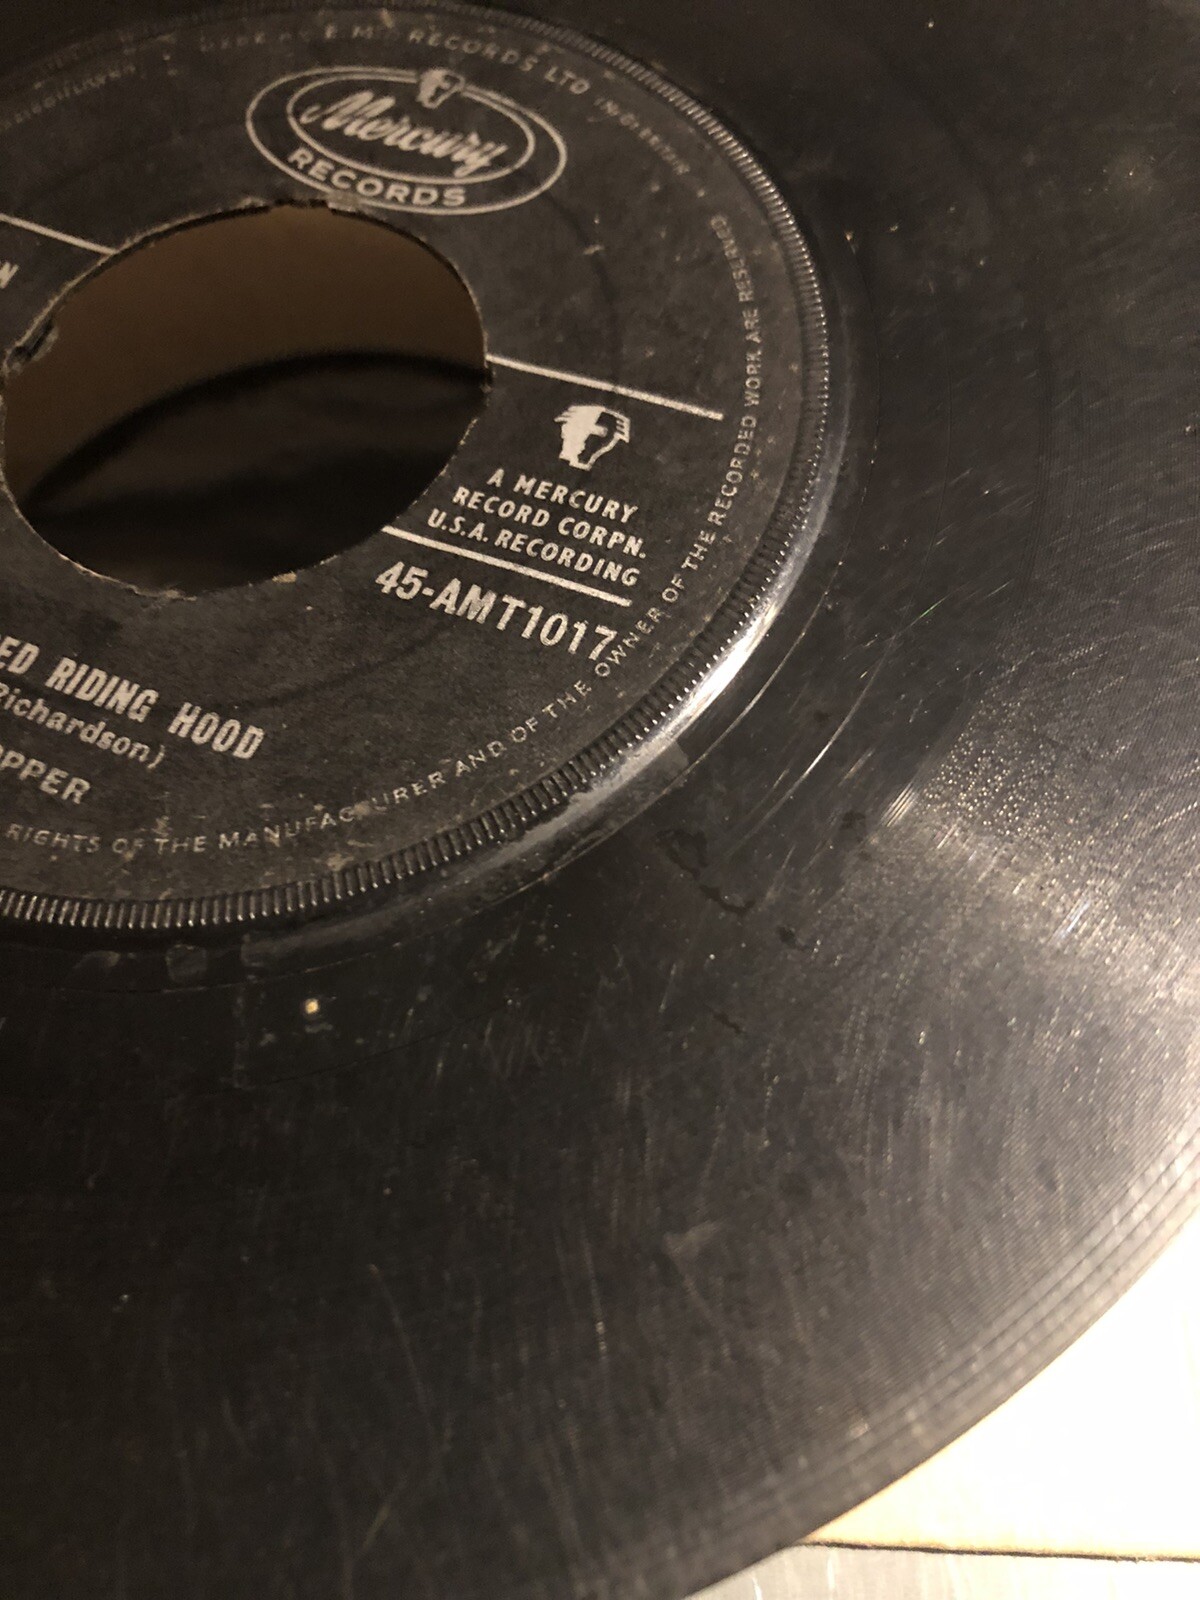 E.M.I. RECORDS LTD
Mercury
RECORDS
A MERCURY
RECORD CORPN.
U.S.A. RECORDING
45-AMT1017
ED RIDING HOOD
Richardson)
OPPER
RIGHTS OF THE MANUFACTURER AND OF THE OWNER OF THE RECORDED WORK ARE RESERVED